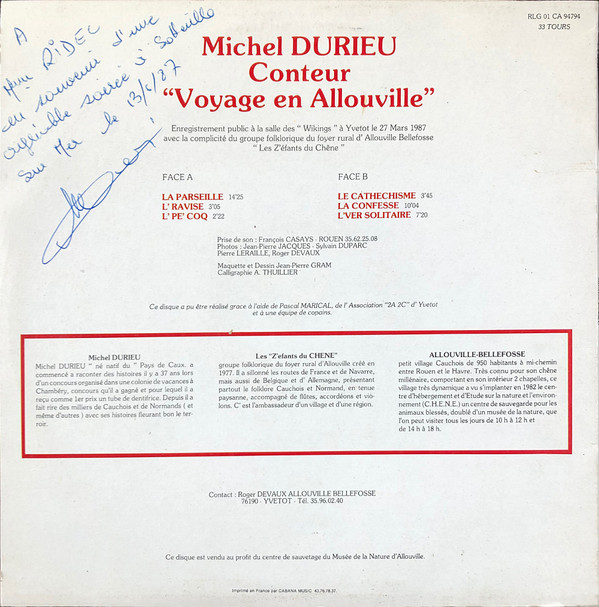 RLG 01 CA 94794
33 TOURS
A
RIDEL
en souvenir d'une
soirée à Sotteville
sur Mer le 13/6/87
Michel DURIEU
Conteur
"Voyage en Allouville"
Enregistrement public à la salle des " Wikings " à Yvetot le 27 Mars 1987
avec la complicité du groupe folklorique du foyer rural d' Allouville Bellefosse
" Les Z'éfants du Chêne "
FACE A
LA PARSEILLE 14'25
L' RAVISE 3'05
L' PE' COQ 2'22
FACE B
LE CATHECHISME 3'45
LA CONFESSE 10'04
L'VER SOLITAIRE 7'20
Prise de son : François CASAYS - ROUEN 35.62.25.08
Photos : Jean-Pierre JACQUES - Sylvain DUPARC
Pierre LERAILLE, Roger DEVAUX
Maquette et Dessin Jean-Pierre GRAM
Calligraphie A. THUILLIER
Ce disque a pu être réalisé grace à l'aide de Pascal MARICAL, de l' Association "2A 2C" d' Yvetot
et à une équipe de copains.
Michel DURIEU
Michel DURIEU " né natif du " Pays de Caux, a
commencé a raconter des histoires il y a 37 ans lors
d'un concours organisé dans une colonie de vacances à
Chambéry, concours qu'il a gagné et pour lequel il a
reçu comme 1er prix un tube de dentifrice. Depuis il a
fait rire des milliers de Cauchois et de Normands ( et
même d'autres ) avec ses histoires fleurant bon le ter-
roir.
Les "Z'efants du CHENE"
groupe folklorique du foyer rural d'Allouville créé en
1977. Il a sillonné les routes de France et de Navarre,
mais aussi de Belgique et d' Allemagne, présentant
partout le folklore Cauchois et Normand, en tenue
paysanne, accompagné de flûtes, accordéons et vio-
lons. C' est l'ambassadeur d'un village et d'une région.
ALLOUVILLE-BELLEFOSSE
petit village Cauchois de 950 habitants à mi-chemin
entre Rouen et le Havre. Très connu pour son chêne
millénaire, comportant en son intérieur 2 chapelles, ce
village très dynamique a vu s'implanter en 1982 le cen-
tre d'hébergement et d'Etude sur la nature et l'environ-
nement (C.H.E.N.E.) un centre de sauvegarde pour les
animaux blessés, doublé d'un musée de la nature, que
l'on peut visiter tous les jours de 10 h à 12 h et
de 14 h à 18 h.
Contact : Roger DEVAUX ALLOUVILLE BELLEFOSSE
76190 - YVETOT - Tél. 35.96.02.40
Ce disque est vendu au profit du centre de sauvetage du Musée de la Nature d'Allouville.
Imprimé en France par CABANA MUSIC